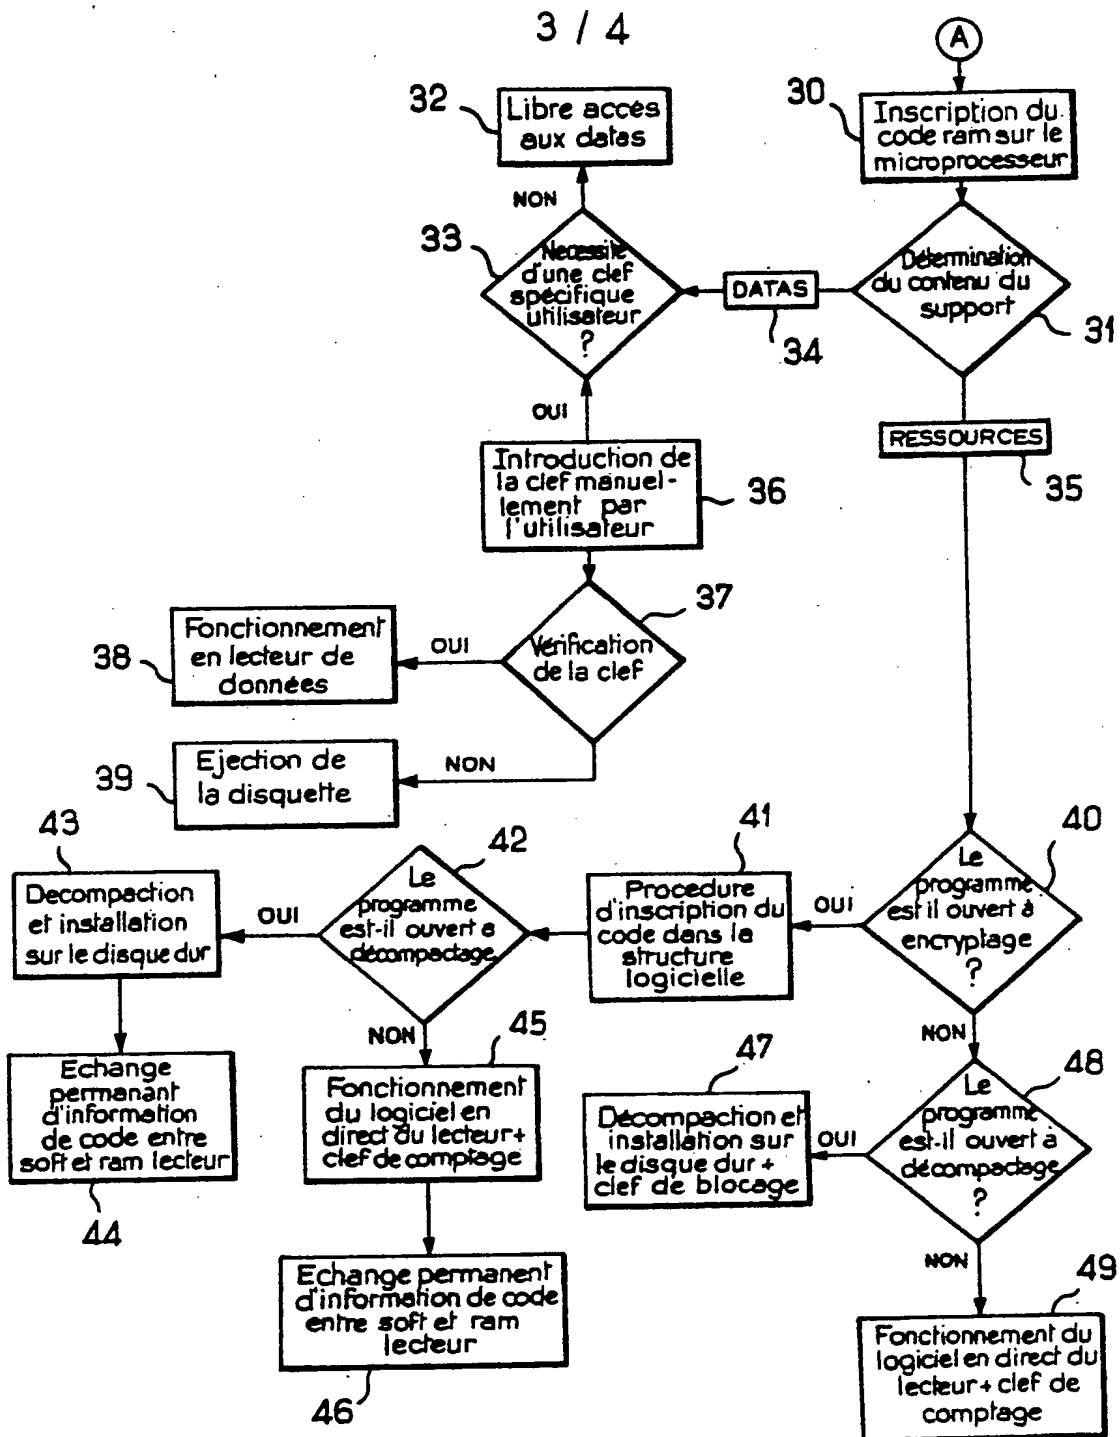 3 / 4
A
32
Libre accès
aux datas
30
Inscription du
code ram sur le
microprocesseur
NON
33
Necessité
d'une clef
spécifique
utilisateur
?
DATAS
34
Détermination
du contenu du
support
31
OUI
RESSOURCES
35
Introduction de
la clef manuel-
lement par
l'utilisateur
36
37
Vérification
de la clef
OUI
38
Fonctionnement
en lecteur de
données
NON
39
Ejection de
la disquette
40
Le
programme
est il ouvert à
encryptage
?
OUI
41
Procedure
d'inscription du
code dans la
structure
logicielle
42
Le
programme
est-il ouvert a
décompactage
OUI
43
Decompaction
et installation
sur le disque dur
44
Echange
permanant
d'information
de code entre
soft et ram lecteur
NON
45
Fonctionnement
du logiciel en
direct du lecteur+
clef de comptage
46
Echange permanent
d'information de code
entre soft et ram
lecteur
NON
48
Le
programme
est-il ouvert à
décompactage
?
OUI
47
Décompaction et
installation sur
le disque dur +
clef de blocage
NON
49
Fonctionnement du
logiciel en direct du
lecteur+ clef de
comptage